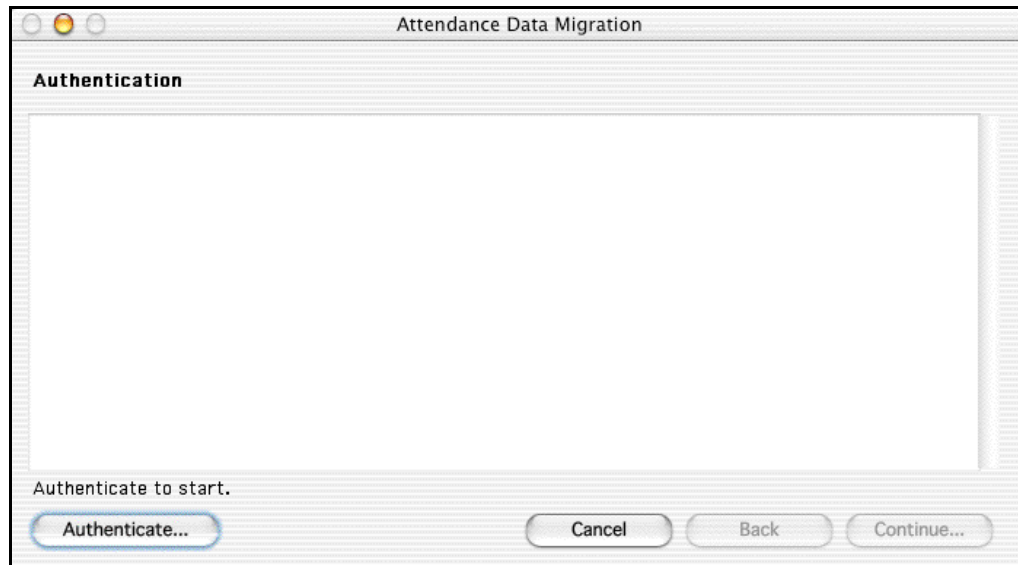 Attendance Data Migration
Authentication
Authenticate to start.
Authenticate...
Cancel
Back
Continue...